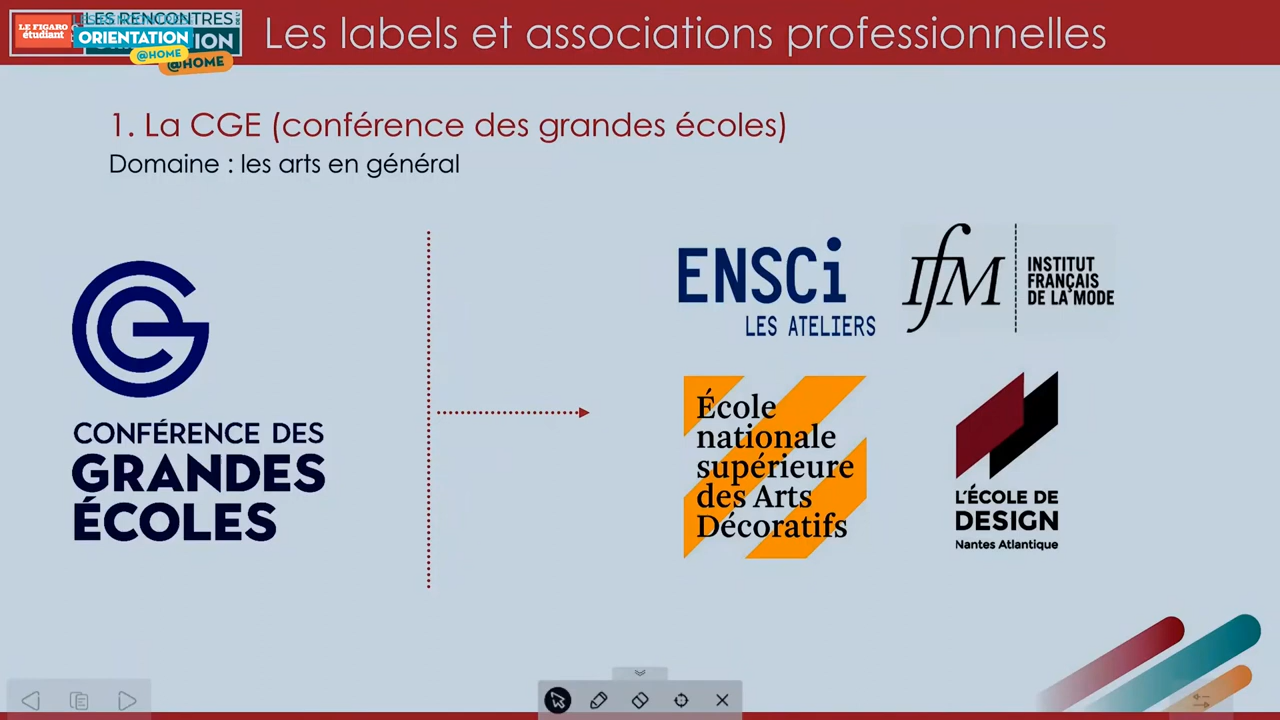 LE FIGARO
étudiant
LES RENCONTRES
ORIENTATION
@HOME
@HOME
Les labels et associations professionnelles
1. La CGE (conférence des grandes écoles)
Domaine : les arts en général
CONFÉRENCE DES
GRANDES
ÉCOLES
ENSCi
LES ATELIERS
IfM
INSTITUT
FRANÇAIS
DE LA MODE
École
nationale
supérieure
des Arts
Décoratifs
L'ÉCOLE DE
DESIGN
Nantes Atlantique